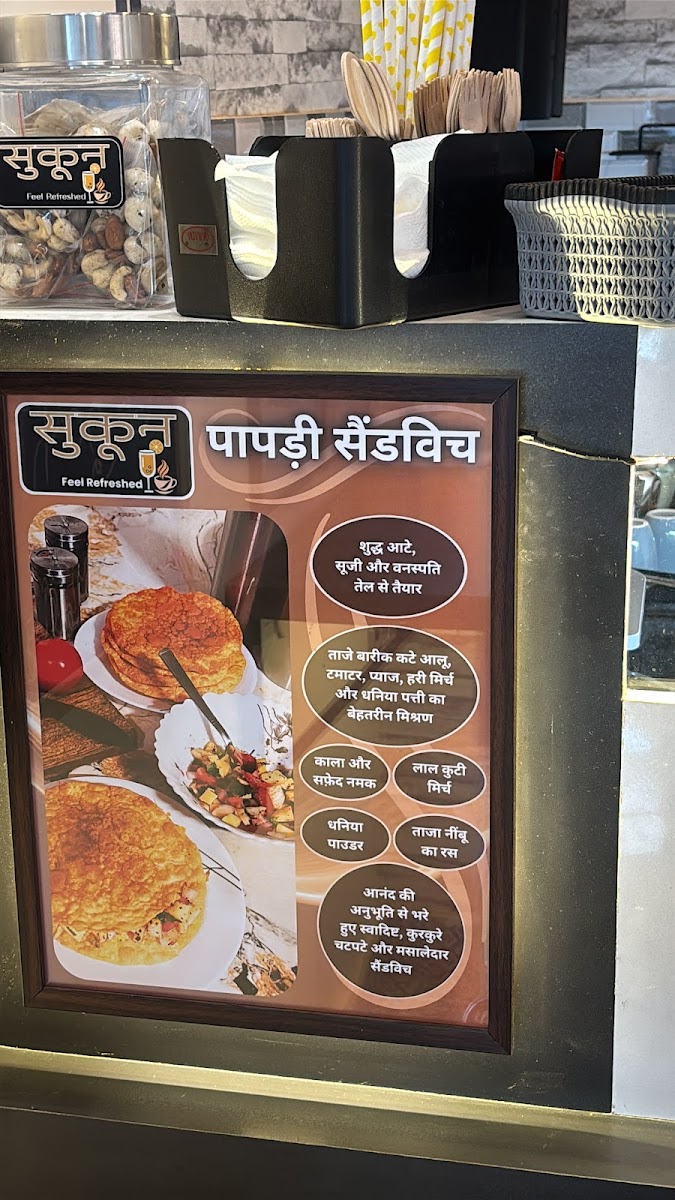 सुकून
Feel Refreshed
सुकून
Feel Refreshed
पापड़ी सैंडविच
शुद्ध आटे,
सूजी और वनस्पति
तेल से तैयार
ताजे बारीक कटे आलू,
टमाटर, प्याज, हरी मिर्च
और धनिया पत्ती का
बेहतरीन मिश्रण
काला और
सफ़ेद नमक
लाल कुटी
मिर्च
धनिया
पाउडर
ताजा नींबू
का रस
आनंद की
अनुभूति से भरे
हुए स्वादिष्ट, कुरकुरे
चटपटे और मसालेदार
सैंडविच